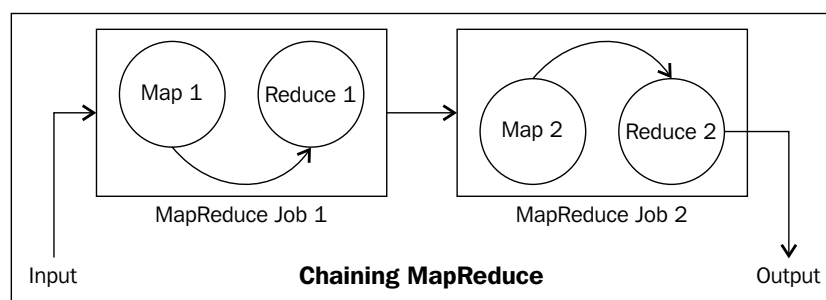 Map 1
Reduce 1
Map 2
Reduce 2
MapReduce Job 1
MapReduce Job 2
Input
Chaining MapReduce
Output